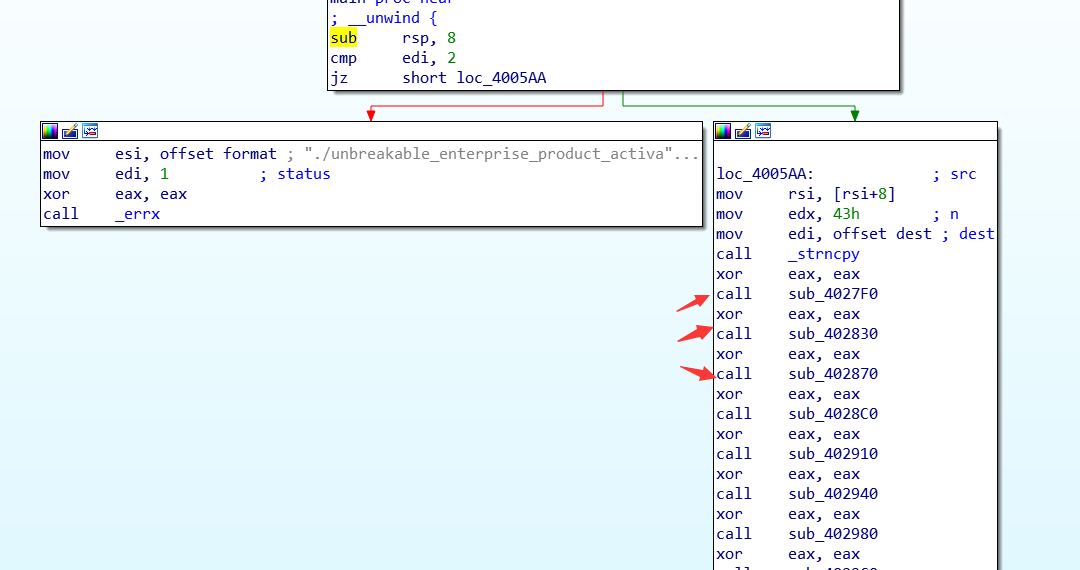 main proc near
; __unwind {
sub rsp, 8
cmp edi, 2
jz short loc_4005AA
mov esi, offset format ; "./unbreakable_enterprise_product_activa"...
mov edi, 1 ; status
xor eax, eax
call _errx
loc_4005AA: ; src
mov rsi, [rsi+8]
mov edx, 43h ; n
mov edi, offset dest ; dest
call _strncpy
xor eax, eax
call sub_4027F0
xor eax, eax
call sub_402830
xor eax, eax
call sub_402870
xor eax, eax
call sub_4028C0
xor eax, eax
call sub_402910
xor eax, eax
call sub_402940
xor eax, eax
call sub_402980
xor eax, eax